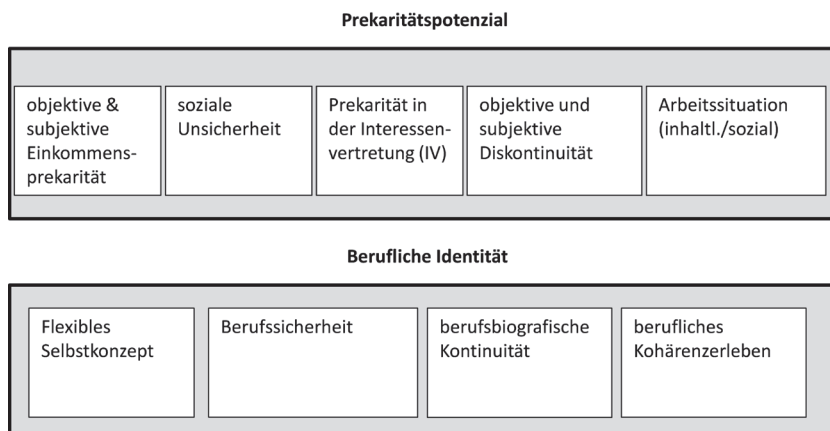 Prekaritätspotenzial
objektive &
subjektive
Einkommens-
prekarität
soziale
Unsicherheit
Prekarität in
der Interessen-
vertretung (IV)
objektive und
subjektive
Diskontinuität
Arbeitssituation
(inhaltl./sozial)
Berufliche Identität
Flexibles
Selbstkonzept
Berufssicherheit
berufsbiografische
Kontinuität
berufliches
Kohärenzerleben